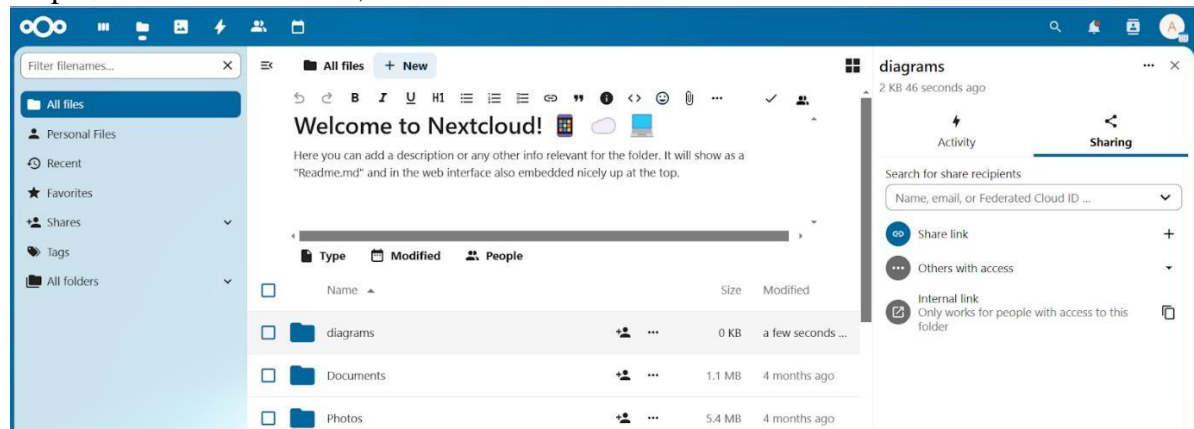 A
Filter filenames...
All files
Personal Files
Recent
Favorites
Shares
Tags
All folders
All files
+ New
B I U H1
Welcome to Nextcloud!
Here you can add a description or any other info relevant for the folder. It will show as a
"Readme.md" and in the web interface also embedded nicely up at the top.
Type Modified People
Name Size Modified
diagrams 0 KB a few seconds ...
Documents 1.1 MB 4 months ago
Photos 5.4 MB 4 months ago
diagrams
2 KB 46 seconds ago
Activity Sharing
Search for share recipients
Name, email, or Federated Cloud ID ...
Share link
Others with access
Internal link
Only works for people with access to this
folder